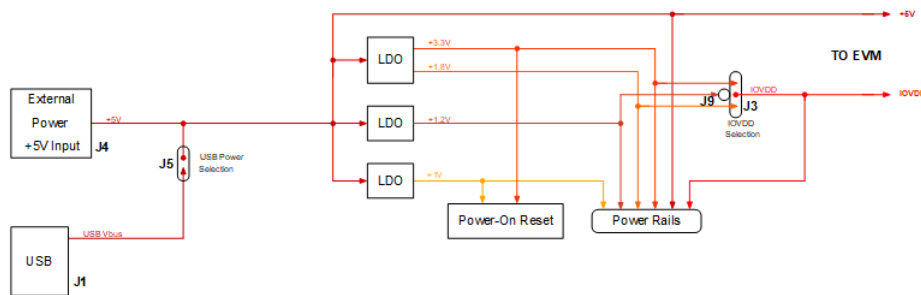 +5V
+3.3V
LDO
+1.8V
TO EVM
External
Power
+5V Input
J4
+5V
J9
IOVDD
J3
IOVDD
Selection
LDO
+1.2V
J5
USB Power
Selection
LDO
+1V
Power-On Reset
Power Rails
USB Vbus
USB
J1